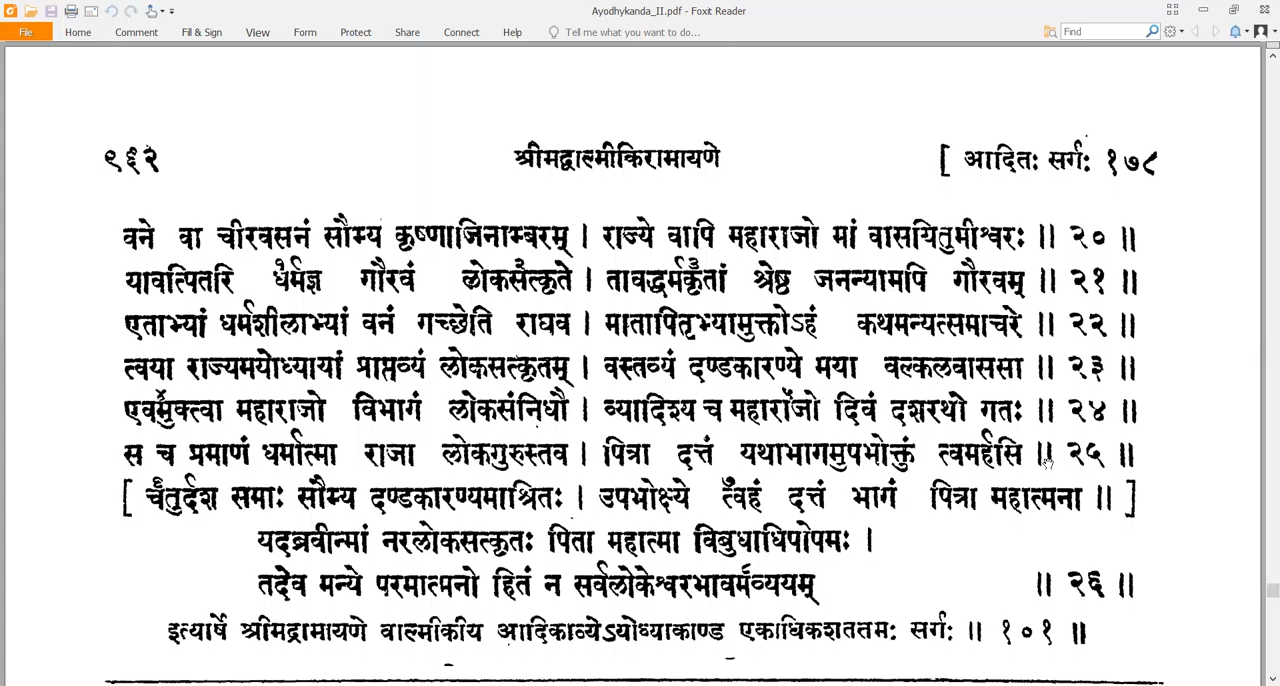 Ayodhykanda_II.pdf - Foxit Reader
File Home Comment Fill & Sign View Form Protect Share Connect Help Tell me what you want to do... Find
९६२ श्रीमद्वाल्मीकिरामायणे [ आदितः सर्गः १७८
वने वा चीरवसनं सौम्य कृष्णाजिनाम्बरम् । राज्ये वापि महाराजो मां वासयितुमीश्वरः ॥ २० ॥
यावत्पितरि धर्मज्ञ गौरवं लोकसत्कृते । तावद्धर्मकृतां श्रेष्ठ जनन्यामपि गौरवम् ॥ २१ ॥
एताभ्यां धर्मशीलाभ्यां वनं गच्छेति राघव । मातापितृभ्यामुक्तोऽहं कथमन्यत्समाचरे ॥ २२ ॥
त्वया राज्यमयोध्यायां प्राप्तव्यं लोकसत्कृतम् । वस्तव्यं दण्डकारण्ये मया वल्कलवाससा ॥ २३ ॥
एवमुक्त्वा महाराजो विभागं लोकसंनिधौ । व्यादिश्य च महाराजो दिवं दशरथो गतः ॥ २४ ॥
स च प्रमाणं धर्मात्मा राजा लोकगुरुस्तव । पित्रा दत्तं यथाभागमुपभोक्तुं त्वमर्हसि ॥ २५ ॥
[ चतुर्दश समाः सौम्य दण्डकारण्यमाश्रितः । उपभोक्ष्ये त्वहं दत्तं भागं पित्रा महात्मना ॥ ]
यदब्रवीन्मां नरलोकसत्कृतः पिता महात्मा विबुधाधिपोपमः ।
तदेव मन्ये परमात्मनो हितं न सर्वलोकेश्वरभावमव्ययम् ॥ २६ ॥
इत्यार्षे श्रीमद्रामायणे वाल्मीकीय आदिकाव्येऽयोध्याकाण्ड एकाधिकशततमः सर्गः ॥ १०१ ॥